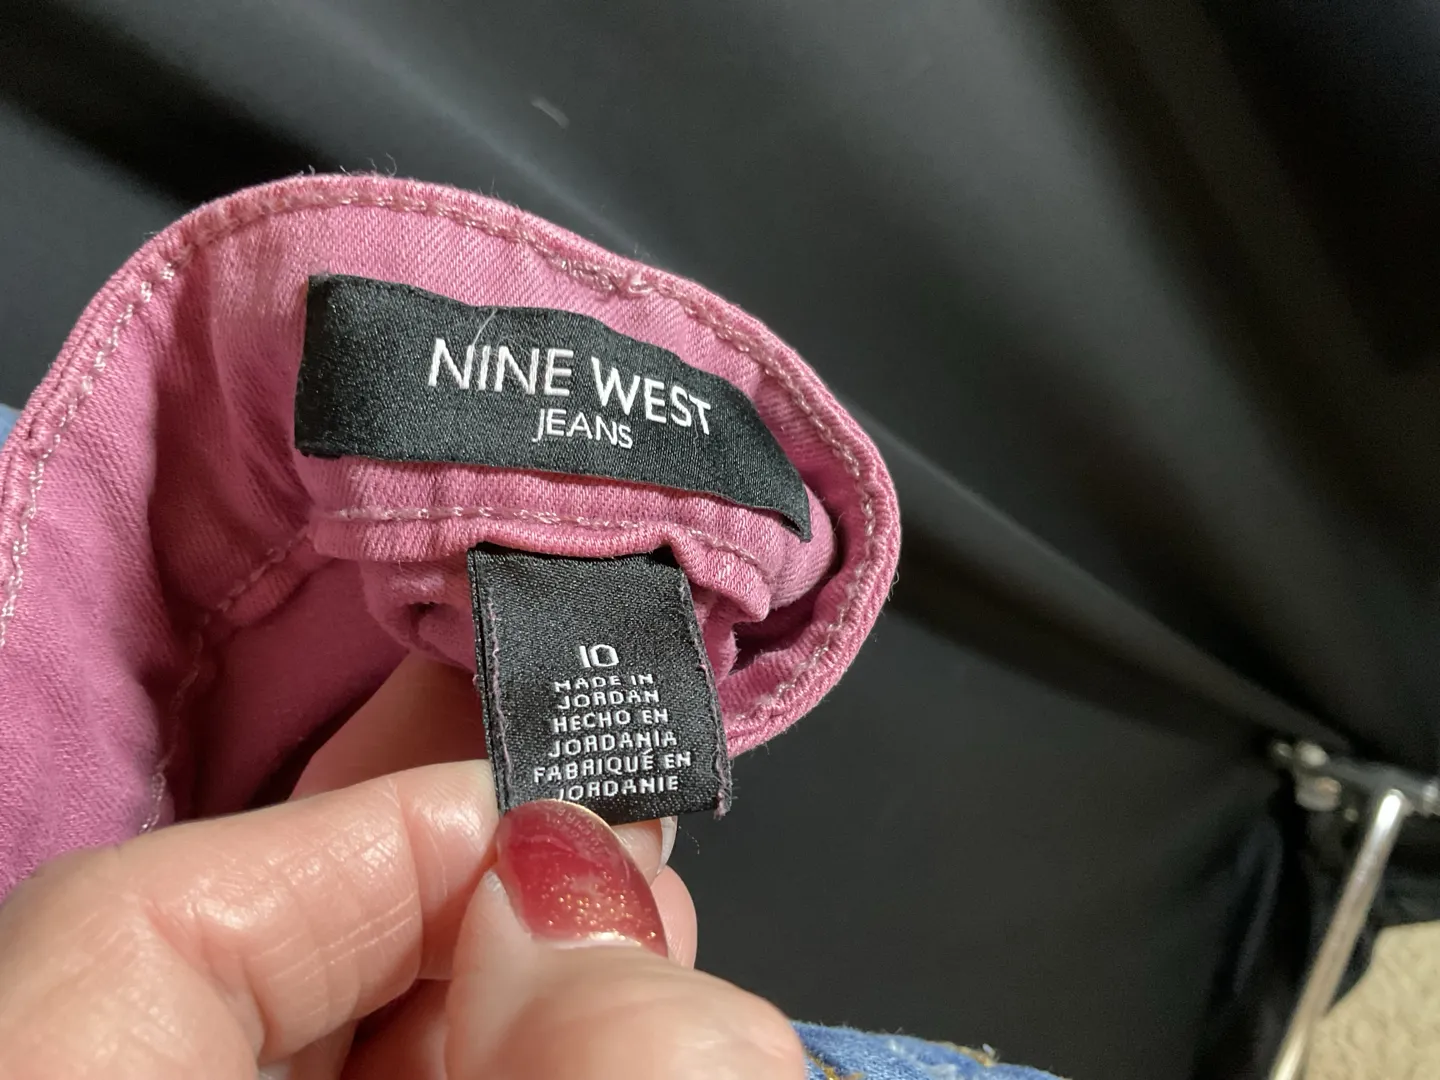 NINE WEST
JEANS
10
MADE IN
JORDAN
HECHO EN
JORDANIA
FABRIQUÉ EN
JORDANIE